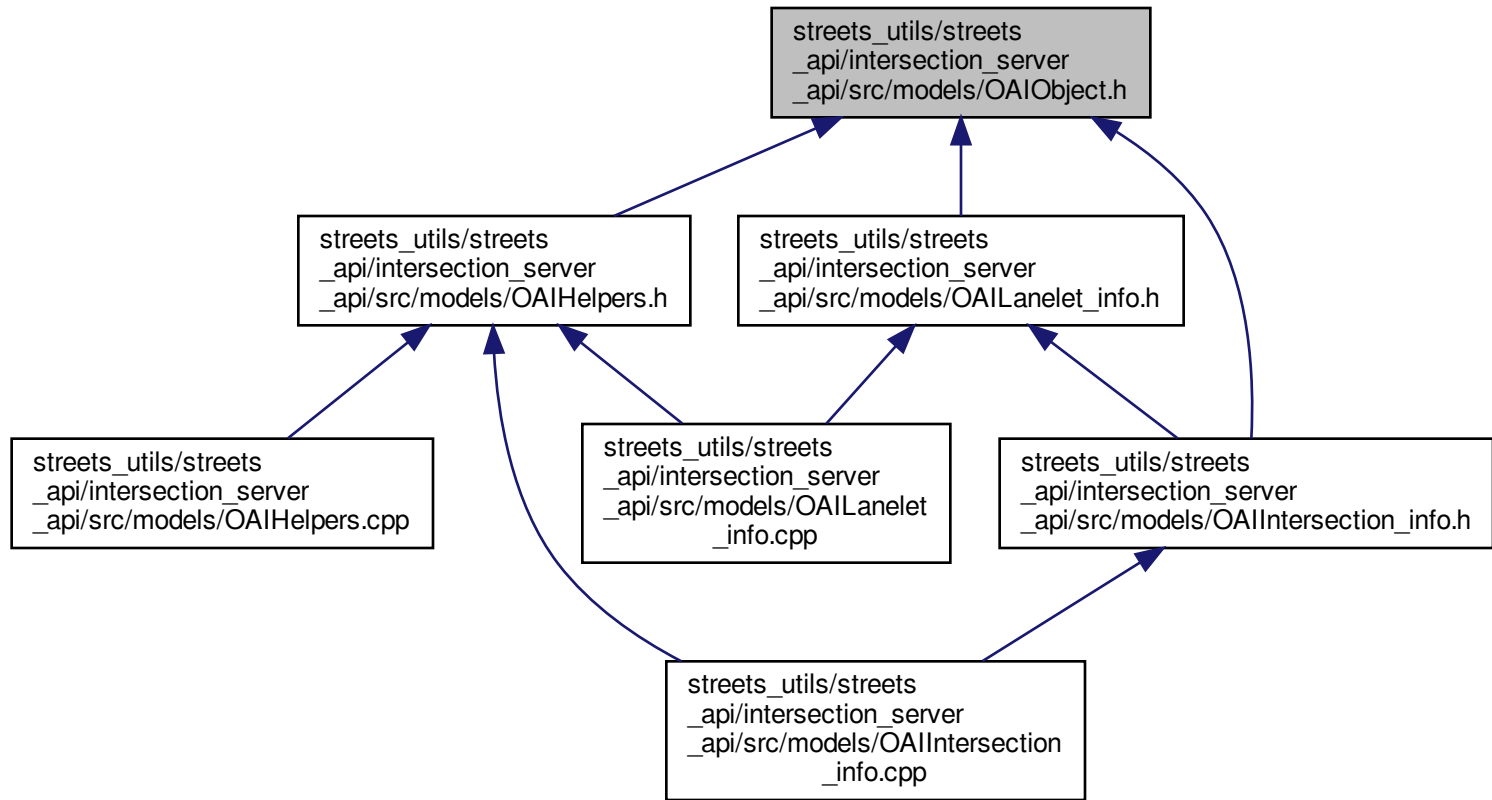 streets_utils/streets
_api/intersection_server
_api/src/models/OAIObject.h
streets_utils/streets
_api/intersection_server
_api/src/models/OAIHelpers.h
streets_utils/streets
_api/intersection_server
_api/src/models/OAILanelet_info.h
streets_utils/streets
_api/intersection_server
_api/src/models/OAIHelpers.cpp
streets_utils/streets
_api/intersection_server
_api/src/models/OAILanelet
_info.cpp
streets_utils/streets
_api/intersection_server
_api/src/models/OAIIntersection_info.h
streets_utils/streets
_api/intersection_server
_api/src/models/OAIIntersection
_info.cpp